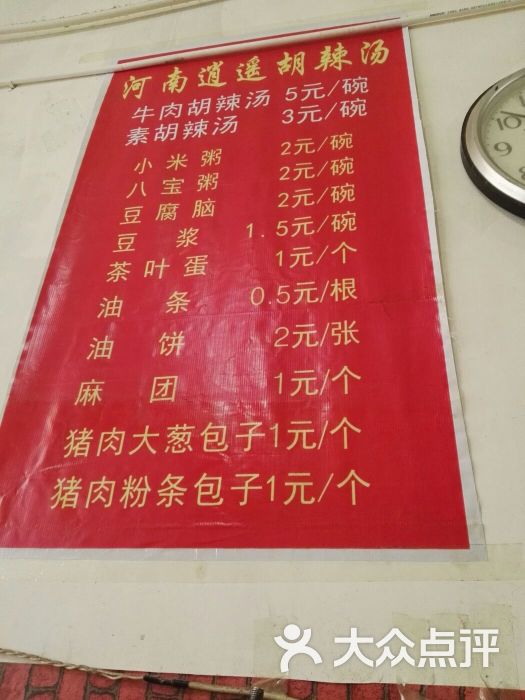 河南逍遥胡辣汤
牛肉胡辣汤 5元/碗
素胡辣汤 3元/碗
小米粥 2元/碗
八宝粥 2元/碗
豆腐脑 2元/碗
豆浆 1.5元/碗
茶叶蛋 1元/个
油条 0.5元/根
油饼 2元/张
麻团 1元/个
猪肉大葱包子1元/个
猪肉粉条包子1元/个
大众点评